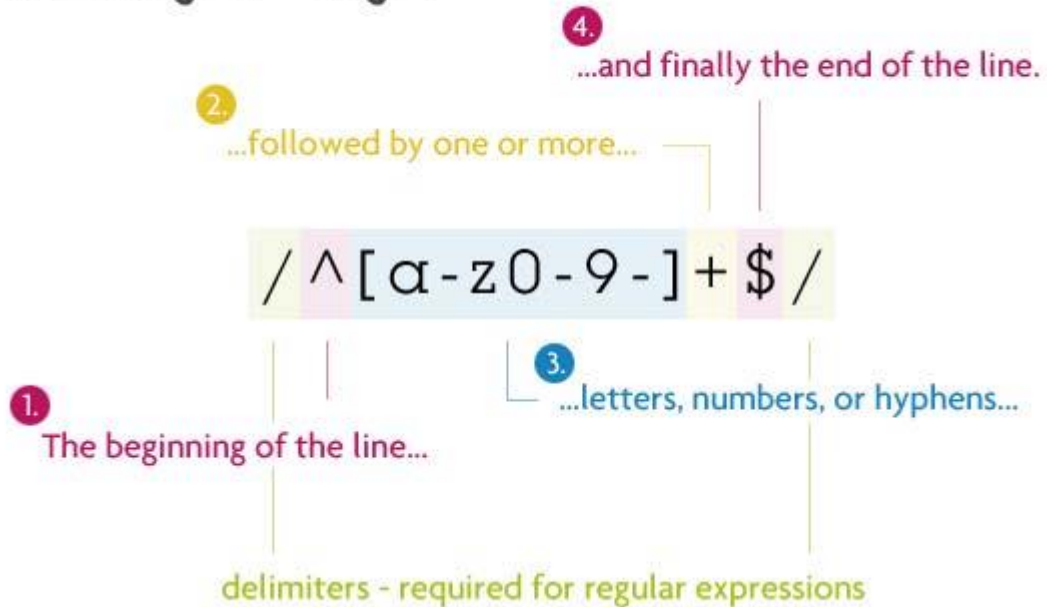 4.
...and finally the end of the line.
2.
...followed by one or more...
/^[a-z0-9-]+$/
3.
...letters, numbers, or hyphens...
1.
The beginning of the line...
delimiters - required for regular expressions